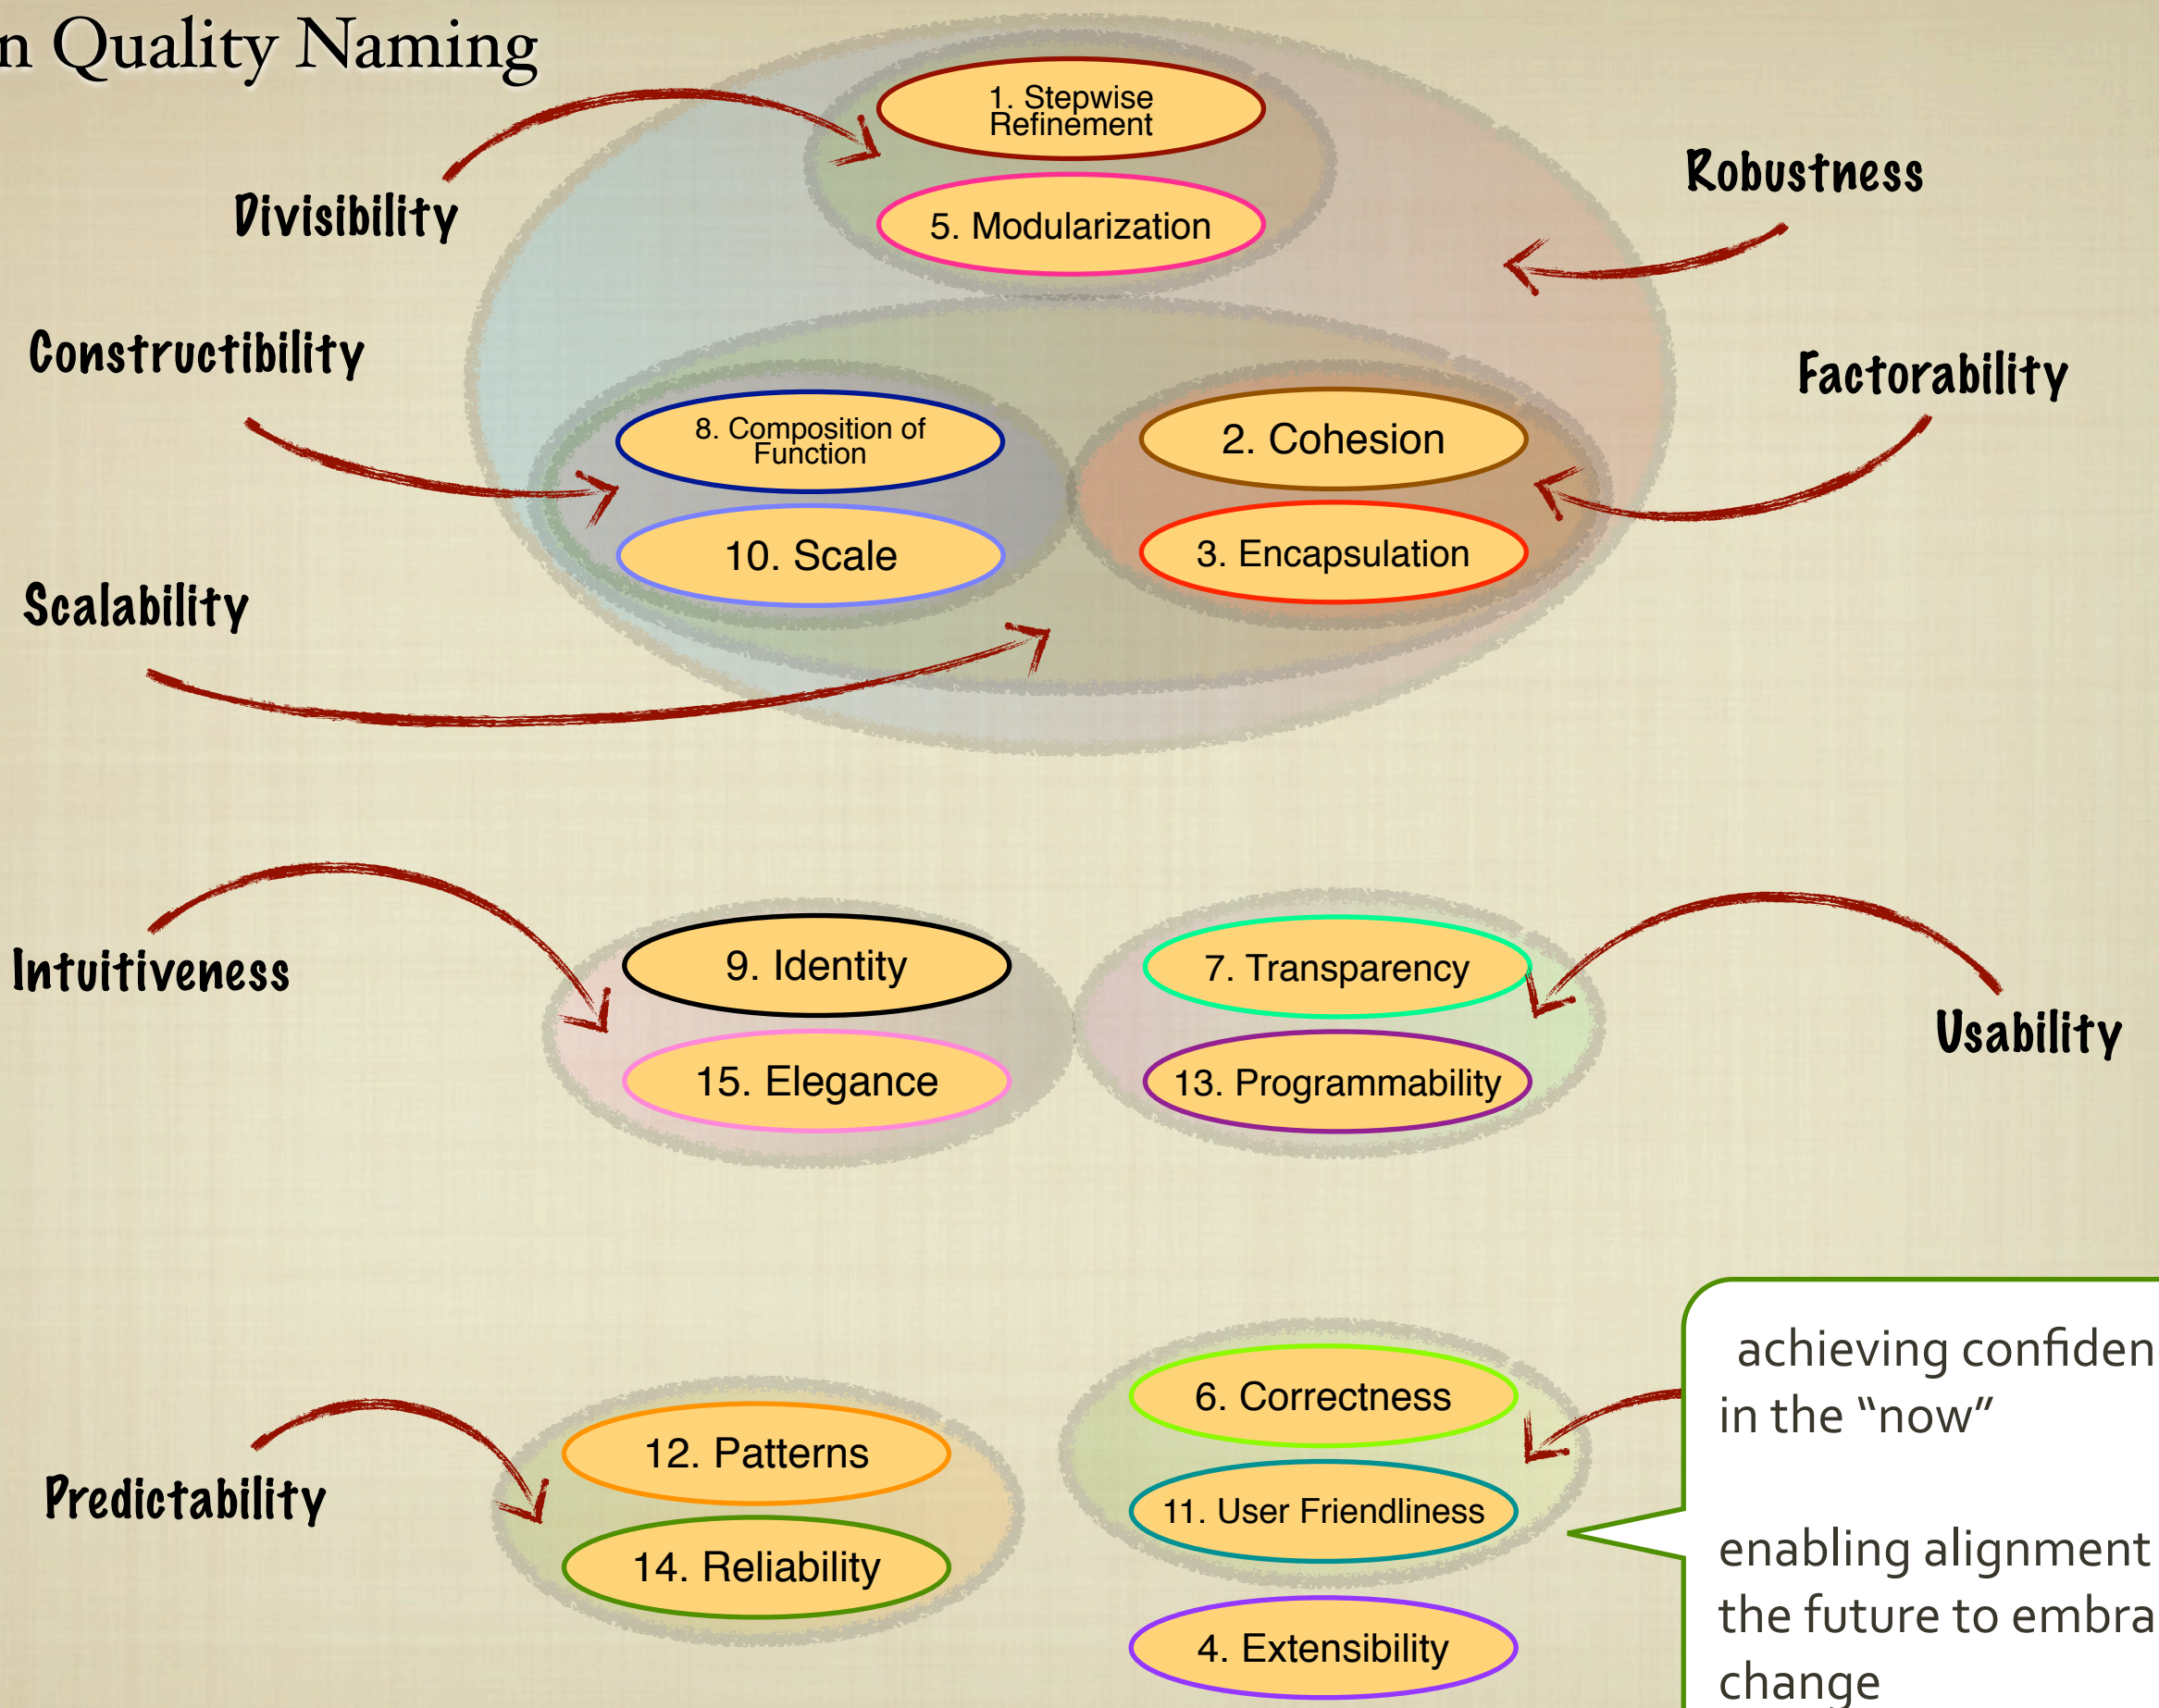 n Quality Naming
1. Stepwise
Refinement
5. Modularization
Divisibility
Robustness
Constructibility
Factorability
8. Composition of
Function
2. Cohesion
10. Scale
3. Encapsulation
Scalability
9. Identity
7. Transparency
Intuitiveness
15. Elegance
13. Programmability
Usability
6. Correctness
12. Patterns
11. User Friendliness
Predictability
14. Reliability
4. Extensibility
achieving confiden
in the “now”
enabling alignment
the future to embra
change